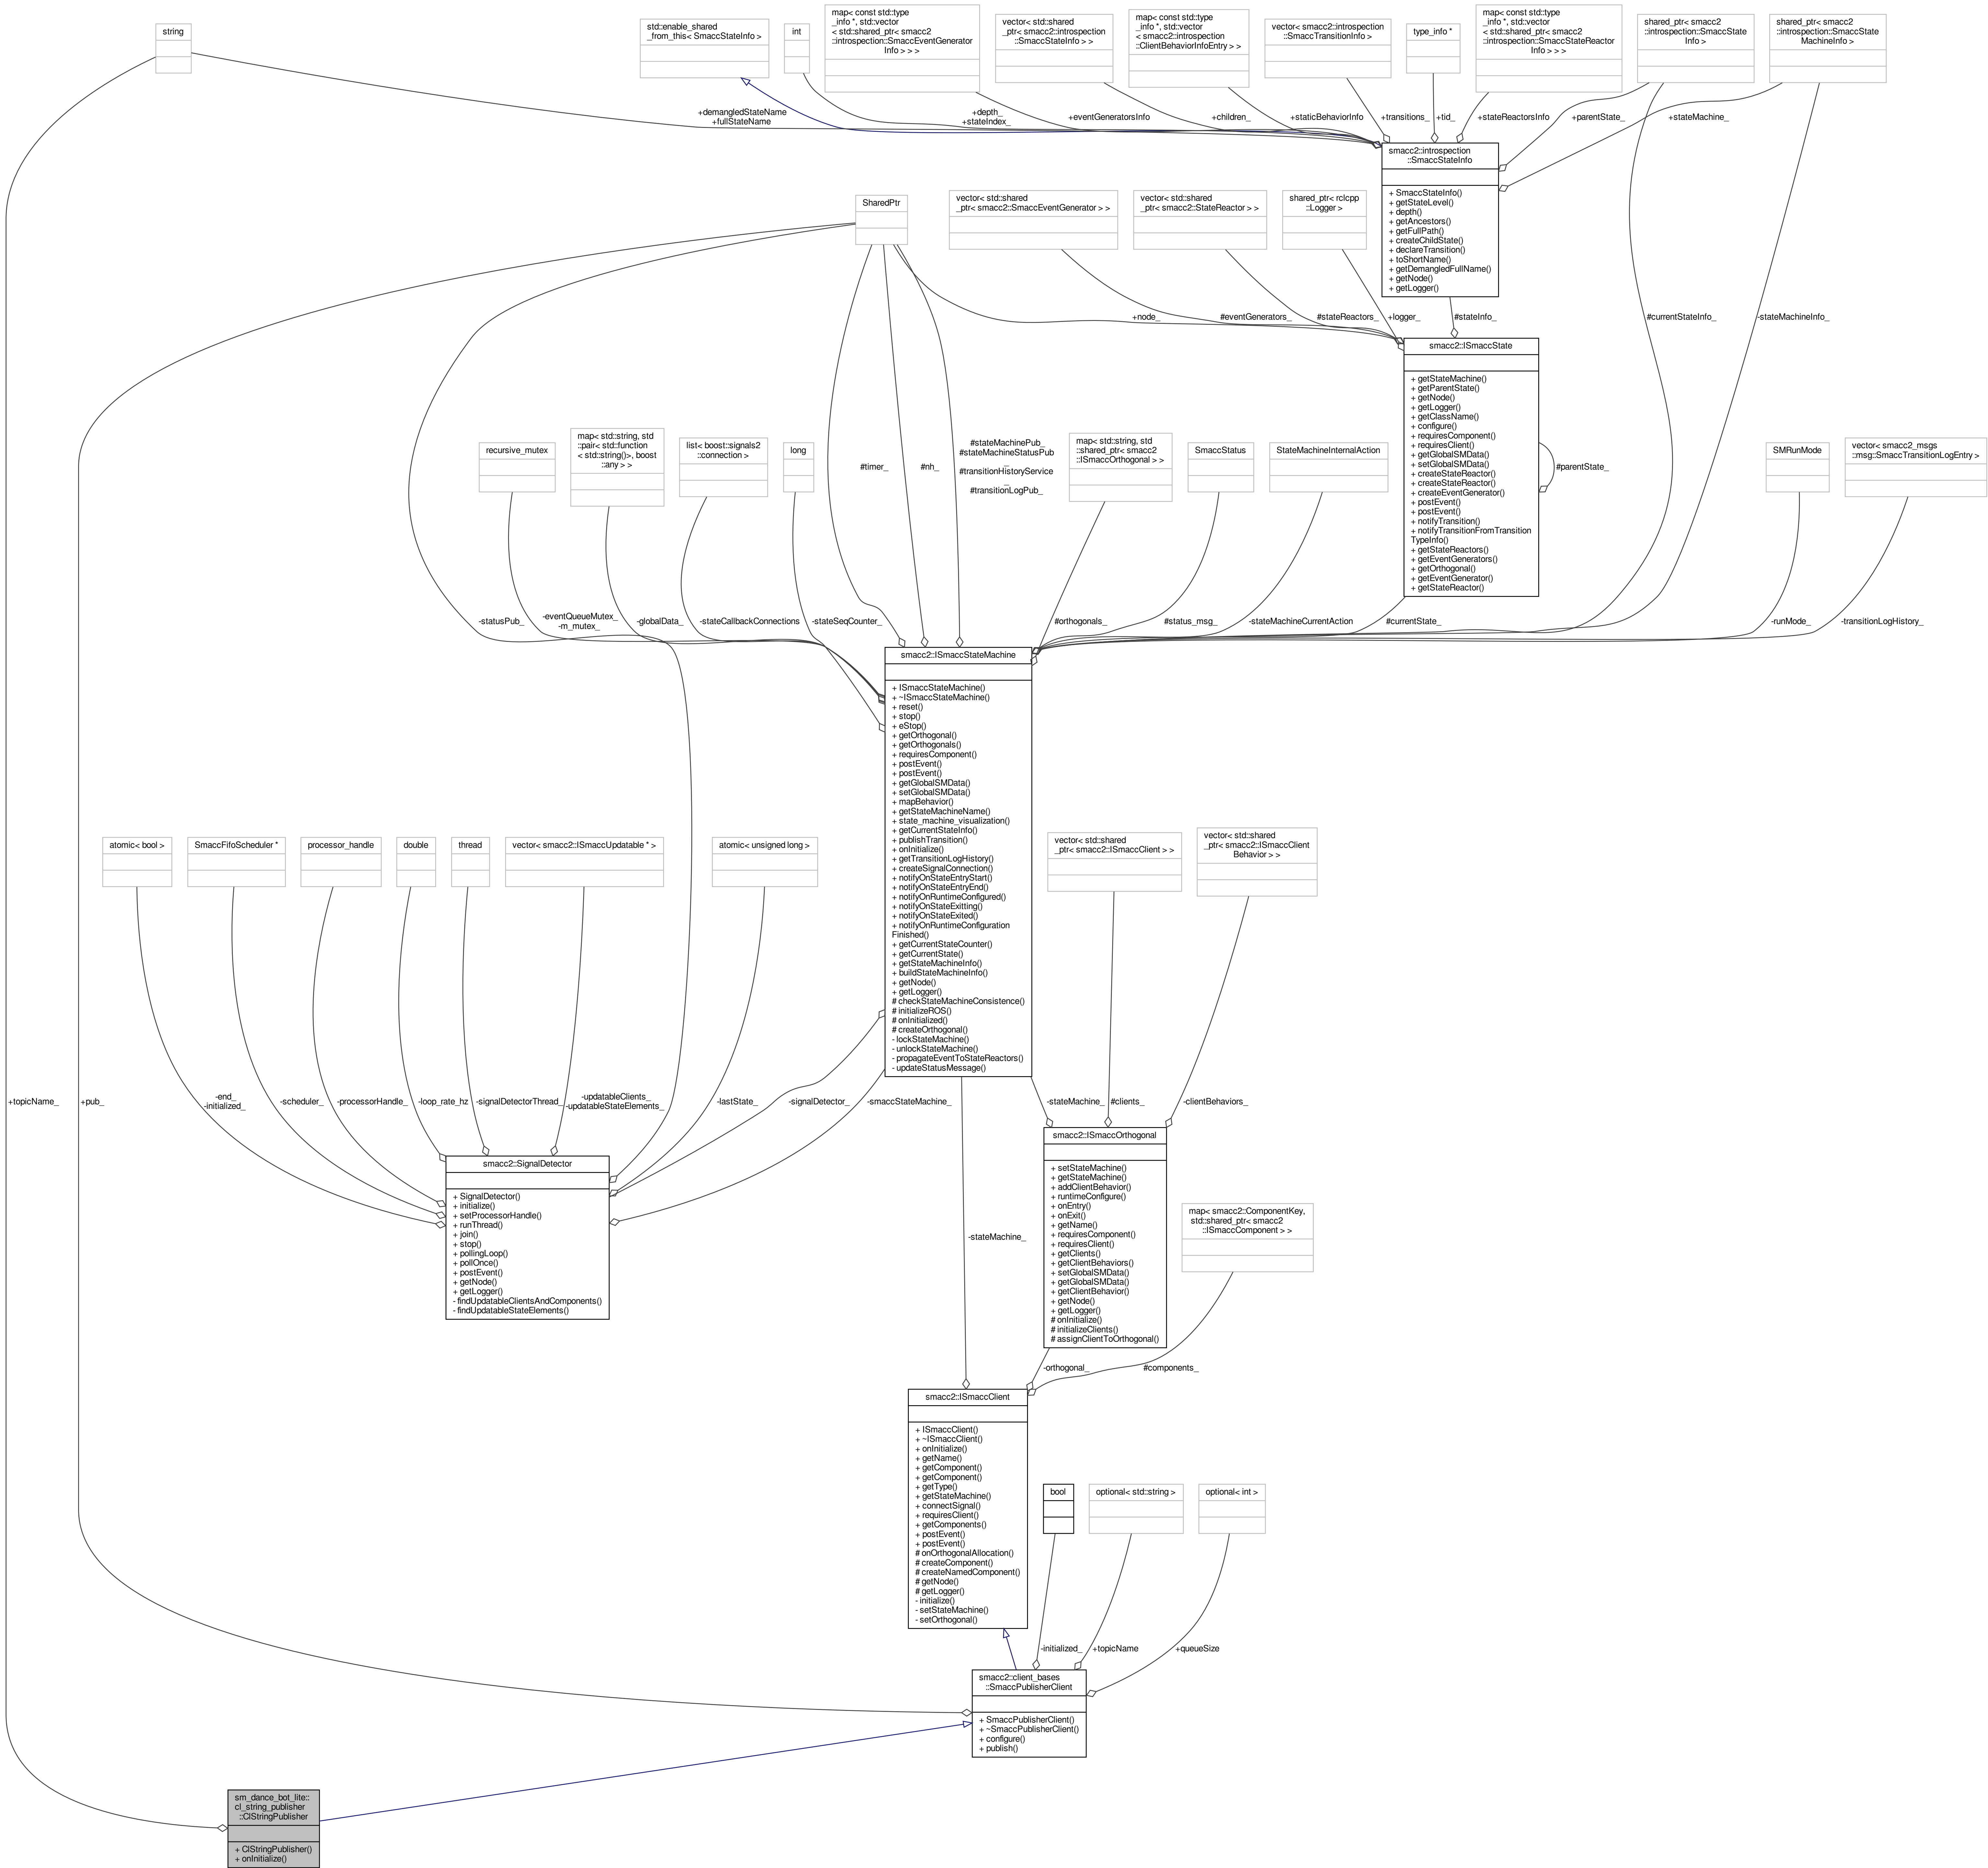 string
std::enable_shared
_from_this< SmaccStateInfo >
int
map< const std::type
_info *, std::vector
< std::shared_ptr< smacc2
::introspection::SmaccEventGenerator
Info > > >
vector< std::shared
_ptr< smacc2::introspection
::SmaccStateInfo > >
map< const std::type
_info *, std::vector
< smacc2::introspection
::ClientBehaviorInfoEntry > >
vector< smacc2::introspection
::SmaccTransitionInfo >
type_info *
map< const std::type
_info *, std::vector
< std::shared_ptr< smacc2
::introspection::SmaccStateReactor
Info > > >
shared_ptr< smacc2
::introspection::SmaccState
Info >
shared_ptr< smacc2
::introspection::SmaccState
MachineInfo >
+demangledStateName
+fullStateName
+depth_
+stateIndex_
+eventGeneratorsInfo
+children_
+staticBehaviorInfo
+transitions_
+tid_
+stateReactorsInfo
+parentState_
+stateMachine_
smacc2::introspection
::SmaccStateInfo
+ SmaccStateInfo()
+ getStateLevel()
+ depth()
+ getAncestors()
+ getFullPath()
+ createChildState()
+ declareTransition()
+ toShortName()
+ getDemangledFullName()
+ getNode()
+ getLogger()
SharedPtr
vector< std::shared
_ptr< smacc2::SmaccEventGenerator > >
vector< std::shared
_ptr< smacc2::StateReactor > >
shared_ptr< rclcpp
::Logger >
+node_
#eventGenerators_
#stateReactors_
+logger_
#stateInfo_
#currentStateInfo_
-stateMachineInfo_
smacc2::ISmaccState
+ getStateMachine()
+ getParentState()
+ getNode()
+ getLogger()
+ getClassName()
+ configure()
+ requiresComponent()
+ requiresClient()
+ getGlobalSMData()
+ setGlobalSMData()
+ createStateReactor()
+ createStateReactor()
+ createEventGenerator()
+ postEvent()
+ postEvent()
+ notifyTransition()
+ notifyTransitionFromTransition
TypeInfo()
+ getStateReactors()
+ getEventGenerators()
+ getOrthogonal()
+ getEventGenerator()
+ getStateReactor()
#parentState_
recursive_mutex
map< std::string, std
::pair< std::function
< std::string()>, boost
::any > >
list< boost::signals2
::connection >
long
#timer_
#nh_
#stateMachinePub_
#stateMachineStatusPub
_
#transitionHistoryService
_
#transitionLogPub_
map< std::string, std
::shared_ptr< smacc2
::ISmaccOrthogonal > >
SmaccStatus
StateMachineInternalAction
SMRunMode
vector< smacc2_msgs
::msg::SmaccTransitionLogEntry >
-statusPub_
-eventQueueMutex_
-m_mutex_
-globalData_
-stateCallbackConnections
-stateSeqCounter_
#orthogonals_
#status_msg_
-stateMachineCurrentAction
#currentState_
-runMode_
-transitionLogHistory_
smacc2::ISmaccStateMachine
+ ISmaccStateMachine()
+ ~ISmaccStateMachine()
+ reset()
+ stop()
+ eStop()
+ getOrthogonal()
+ getOrthogonals()
+ requiresComponent()
+ postEvent()
+ postEvent()
+ getGlobalSMData()
+ setGlobalSMData()
+ mapBehavior()
+ getStateMachineName()
+ state_machine_visualization()
+ getCurrentStateInfo()
+ publishTransition()
+ onInitialize()
+ getTransitionLogHistory()
+ createSignalConnection()
+ notifyOnStateEntryStart()
+ notifyOnStateEntryEnd()
+ notifyOnRuntimeConfigured()
+ notifyOnStateExitting()
+ notifyOnStateExited()
+ notifyOnRuntimeConfiguration
Finished()
+ getCurrentStateCounter()
+ getCurrentState()
+ getStateMachineInfo()
+ buildStateMachineInfo()
+ getNode()
+ getLogger()
# checkStateMachineConsistence()
# initializeROS()
# onInitialized()
# createOrthogonal()
- lockStateMachine()
- unlockStateMachine()
- propagateEventToStateReactors()
- updateStatusMessage()
atomic< bool >
SmaccFifoScheduler *
processor_handle
double
thread
vector< smacc2::ISmaccUpdatable * >
atomic< unsigned long >
vector< std::shared
_ptr< smacc2::ISmaccClient > >
vector< std::shared
_ptr< smacc2::ISmaccClient
Behavior > >
+topicName_
+pub_
-end_
-initialized_
-scheduler_
-processorHandle_
-loop_rate_hz
-signalDetectorThread_
-updatableClients_
-updatableStateElements_
-lastState_
-signalDetector_
-smaccStateMachine_
-stateMachine_
#clients_
-clientBehaviors_
smacc2::SignalDetector
+ SignalDetector()
+ initialize()
+ setProcessorHandle()
+ runThread()
+ join()
+ stop()
+ pollingLoop()
+ pollOnce()
+ postEvent()
+ getNode()
+ getLogger()
- findUpdatableClientsAndComponents()
- findUpdatableStateElements()
smacc2::ISmaccOrthogonal
+ setStateMachine()
+ getStateMachine()
+ addClientBehavior()
+ runtimeConfigure()
+ onEntry()
+ onExit()
+ getName()
+ requiresComponent()
+ requiresClient()
+ getClients()
+ getClientBehaviors()
+ setGlobalSMData()
+ getGlobalSMData()
+ getClientBehavior()
+ getNode()
+ getLogger()
# onInitialize()
# initializeClients()
# assignClientToOrthogonal()
map< smacc2::ComponentKey,
std::shared_ptr< smacc2
::ISmaccComponent > >
-stateMachine_
-orthogonal_
#components_
smacc2::ISmaccClient
+ ISmaccClient()
+ ~ISmaccClient()
+ onInitialize()
+ getName()
+ getComponent()
+ getComponent()
+ getType()
+ getStateMachine()
+ connectSignal()
+ requiresClient()
+ getComponents()
+ postEvent()
+ postEvent()
# onOrthogonalAllocation()
# createComponent()
# createNamedComponent()
# getNode()
# getLogger()
- initialize()
- setStateMachine()
- setOrthogonal()
bool
optional< std::string >
optional< int >
-initialized_
+topicName
+queueSize
smacc2::client_bases
::SmaccPublisherClient
+ SmaccPublisherClient()
+ ~SmaccPublisherClient()
+ configure()
+ publish()
sm_dance_bot_lite::
cl_string_publisher
::ClStringPublisher
+ ClStringPublisher()
+ onInitialize()